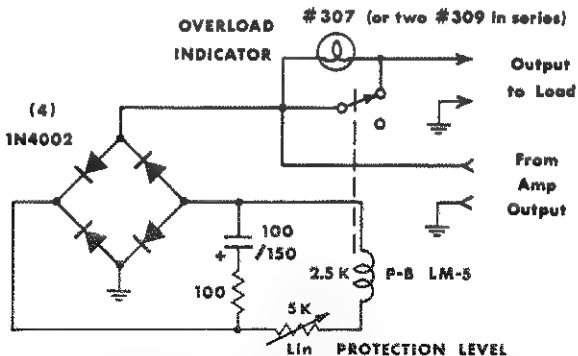 #307 (or two #309 in series)
OVERLOAD
INDICATOR
Output
to Load
(4)
1N4002
From
Amp
Output
100
/150
+
2.5K
P-B LM-5
100
5K
Lin PROTECTION LEVEL